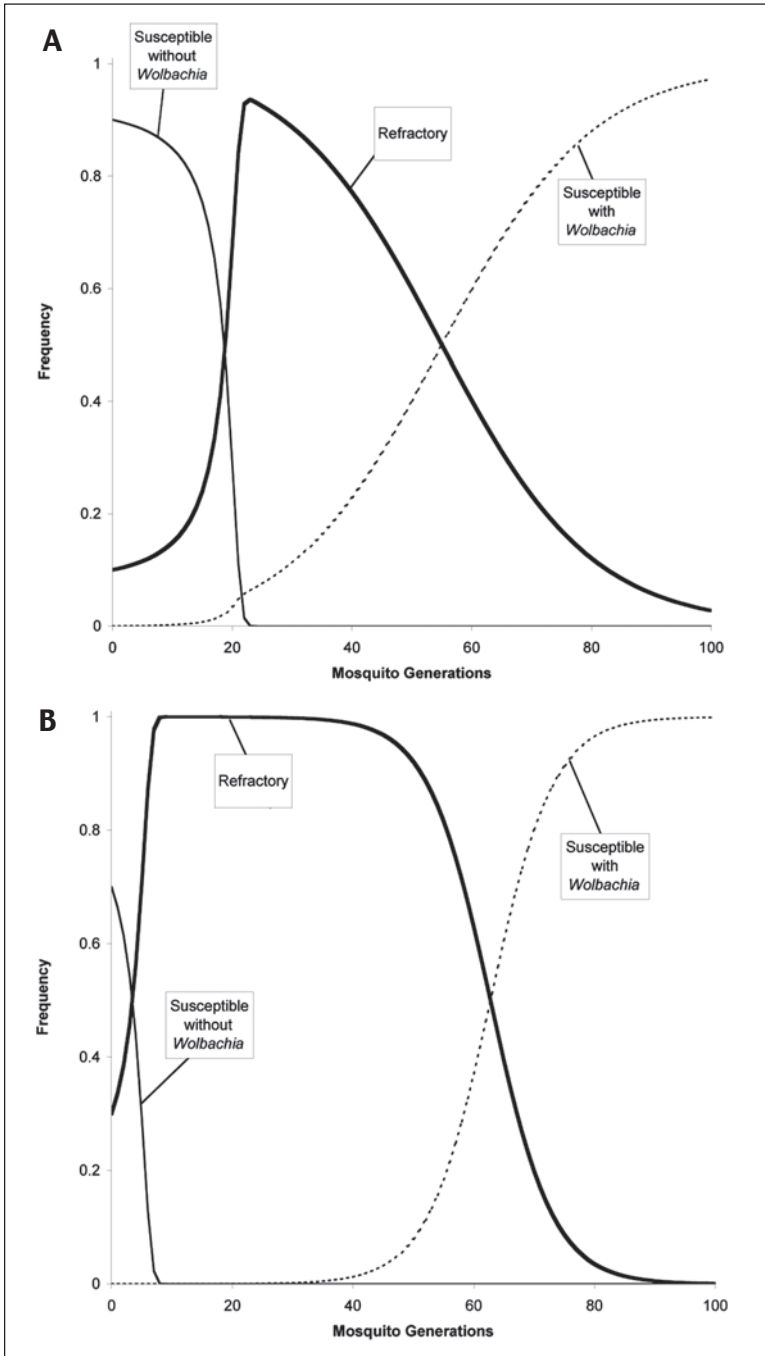 A
Susceptible
without
Wolbachia
1
0.8
0.6
0.4
0.2
0
Frequency
Refractory
Susceptible
with
Wolbachia
0
20
40
60
80
100
Mosquito Generations
B
1
0.8
0.6
0.4
0.2
0
Frequency
Refractory
Susceptible
with
Wolbachia
Susceptible
without
Wolbachia
0
20
40
60
80
100
Mosquito Generations